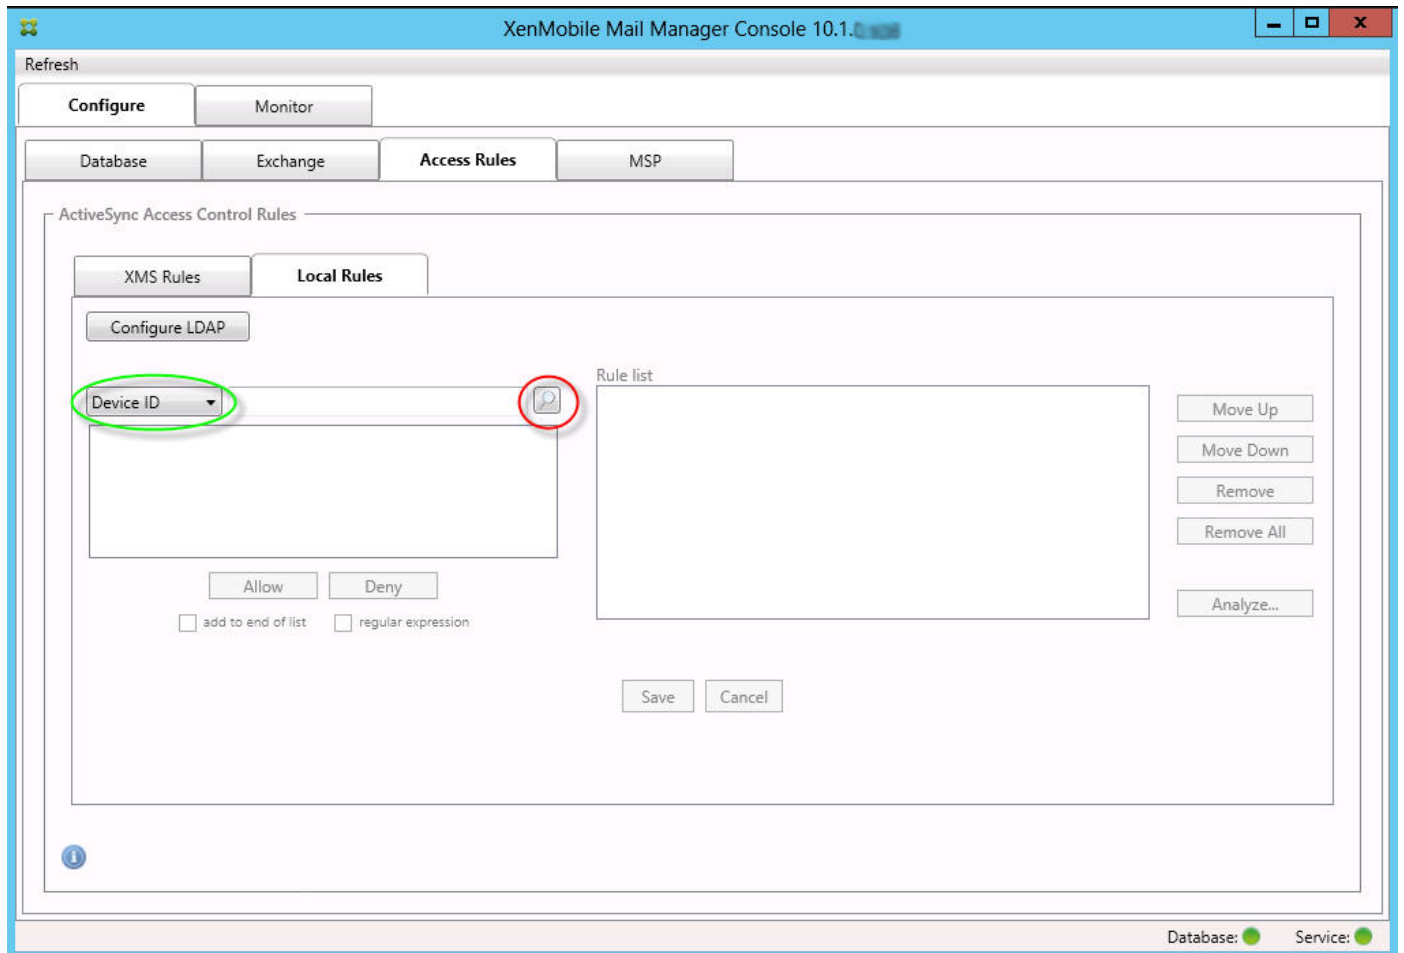 XenMobile Mail Manager Console 10.1.
Refresh
Configure Monitor
Database Exchange Access Rules MSP
ActiveSync Access Control Rules
XMS Rules Local Rules
Configure LDAP
Rule list
Device ID
Move Up
Move Down
Remove
Remove All
Allow Deny
Analyze...
add to end of list regular expression
Save Cancel
Database: Service: